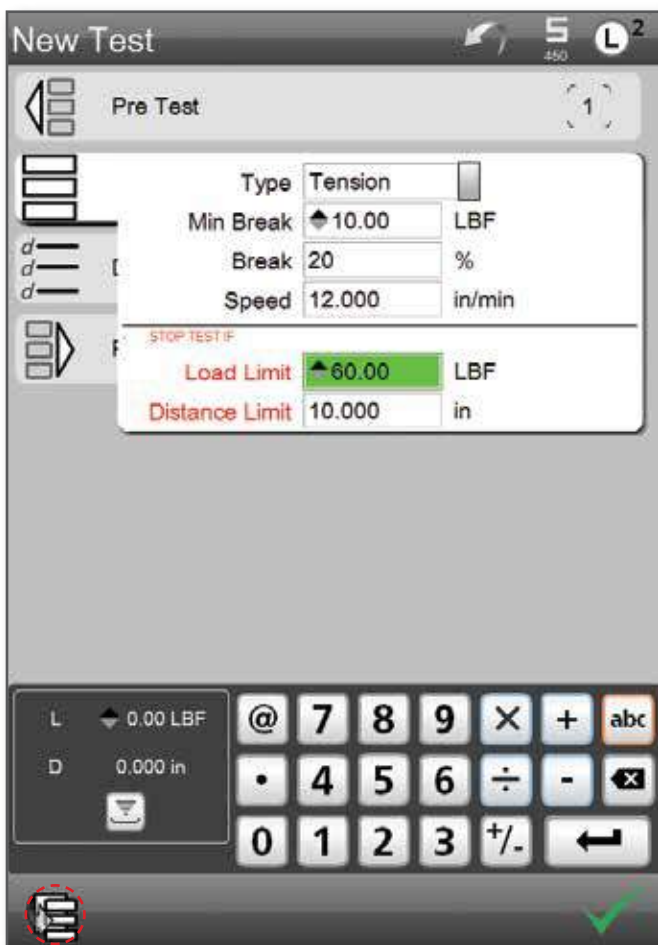 New Test
S
450
L 2
Pre Test
1
Type Tension
Min Break 10.00 LBF
Break 20 %
Speed 12.000 in/min
d
d
d
STOP TEST IF
Load Limit 60.00 LBF
Distance Limit 10.000 in
L 0.00 LBF
D 0.000 in
@ 7 8 9 × + abc
• 4 5 6 ÷ -
0 1 2 3 +/-